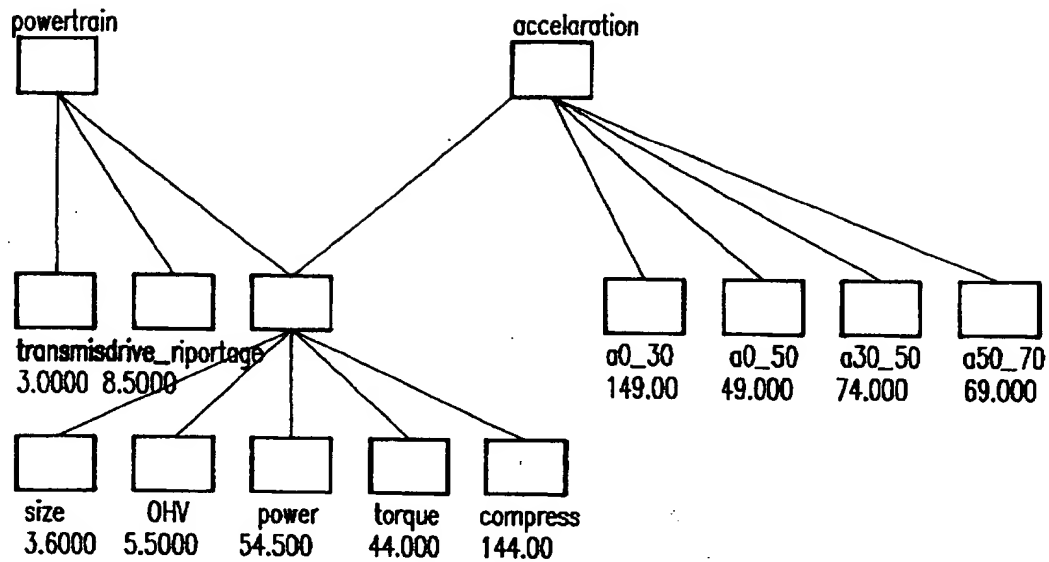 powertrain accelaration
transmisdrive_riportage a0_30 a0_50 a30_50 a50_70
3.0000 8.5000 149.00 49.000 74.000 69.000
size OHV power torque compress
3.6000 5.5000 54.500 44.000 144.00